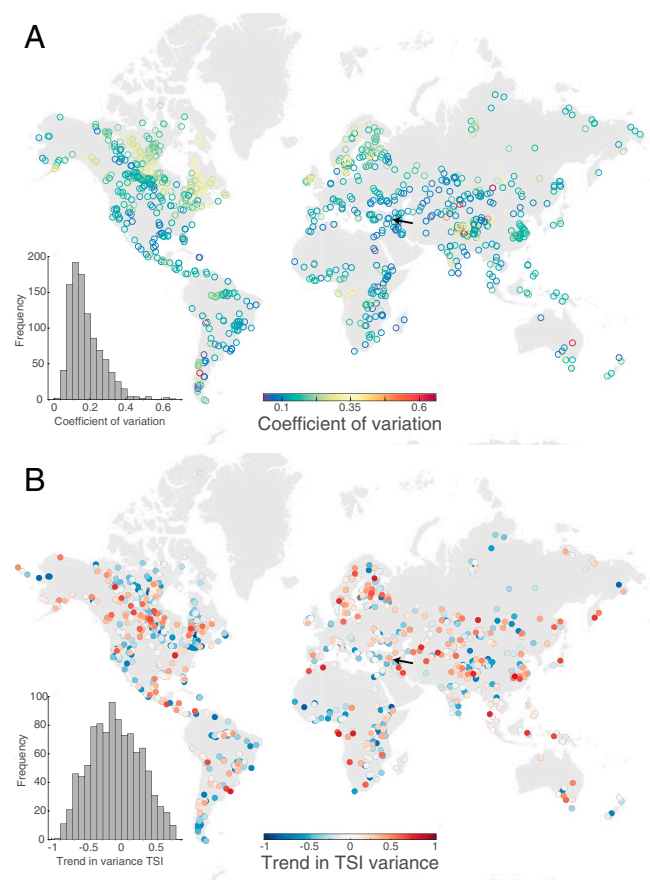 A
200
150
100
50
0
Frequency
0 0.2 0.4 0.6
Coefficient of variation
0.1 0.35 0.6
Coefficient of variation
B
100
80
60
40
20
0
Frequency
-1 -0.5 0 0.5
Trend in variance TSI
-1 -0.5 0 0.5 1
Trend in TSI variance